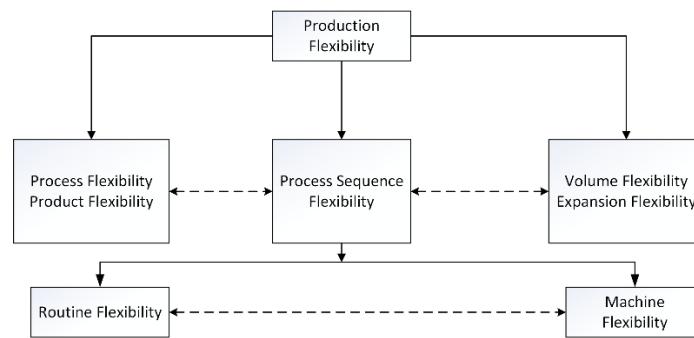 Production
Flexibility
Process Flexibility
Product Flexibility
Process Sequence
Flexibility
Volume Flexibility
Expansion Flexibility
Routine Flexibility
Machine
Flexibility